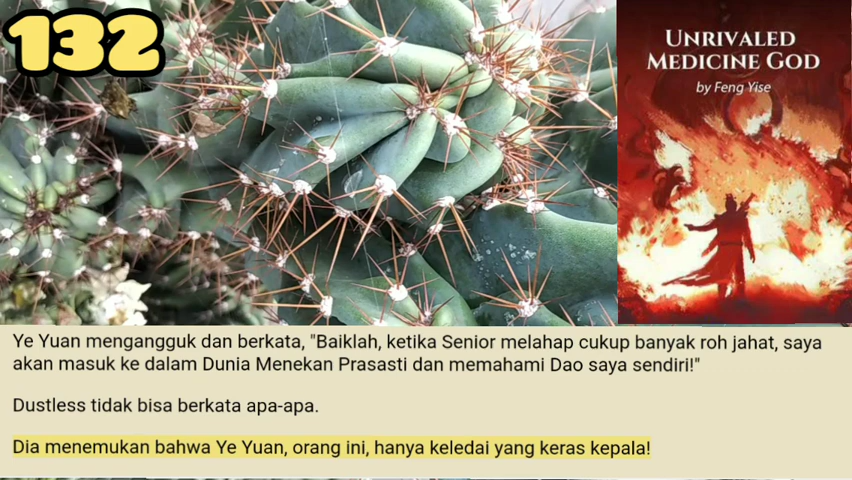 132
UNRIVALED
MEDICINE GOD
by Feng Yise
Ye Yuan mengangguk dan berkata, "Baiklah, ketika Senior melahap cukup banyak roh jahat, saya
akan masuk ke dalam Dunia Menekan Prasasti dan memahami Dao saya sendiri!"
Dustless tidak bisa berkata apa-apa.
Dia menemukan bahwa Ye Yuan, orang ini, hanya keledai yang keras kepala!